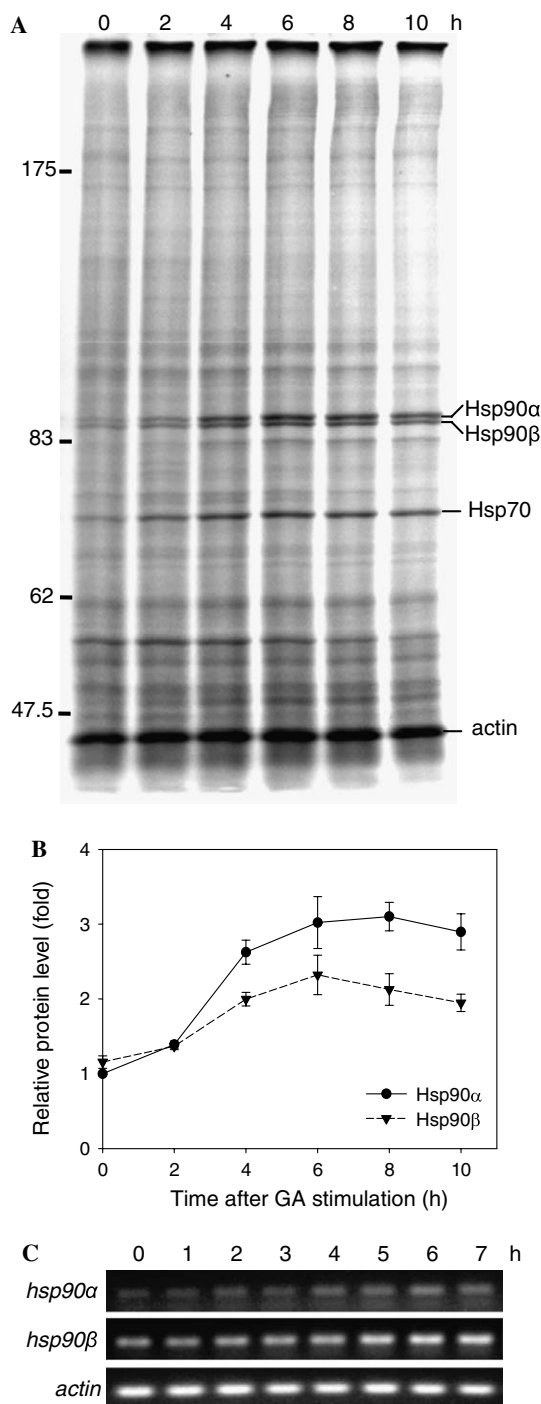 A
0 2 4 6 8 10 h
175
83
62
47.5
Hsp90α
Hsp90β
Hsp70
actin
B
Relative protein level (fold)
4
3
2
1
0
Hsp90α
Hsp90β
0 2 4 6 8 10
Time after GA stimulation (h)
C
0 1 2 3 4 5 6 7 h
hsp90α
hsp90β
actin